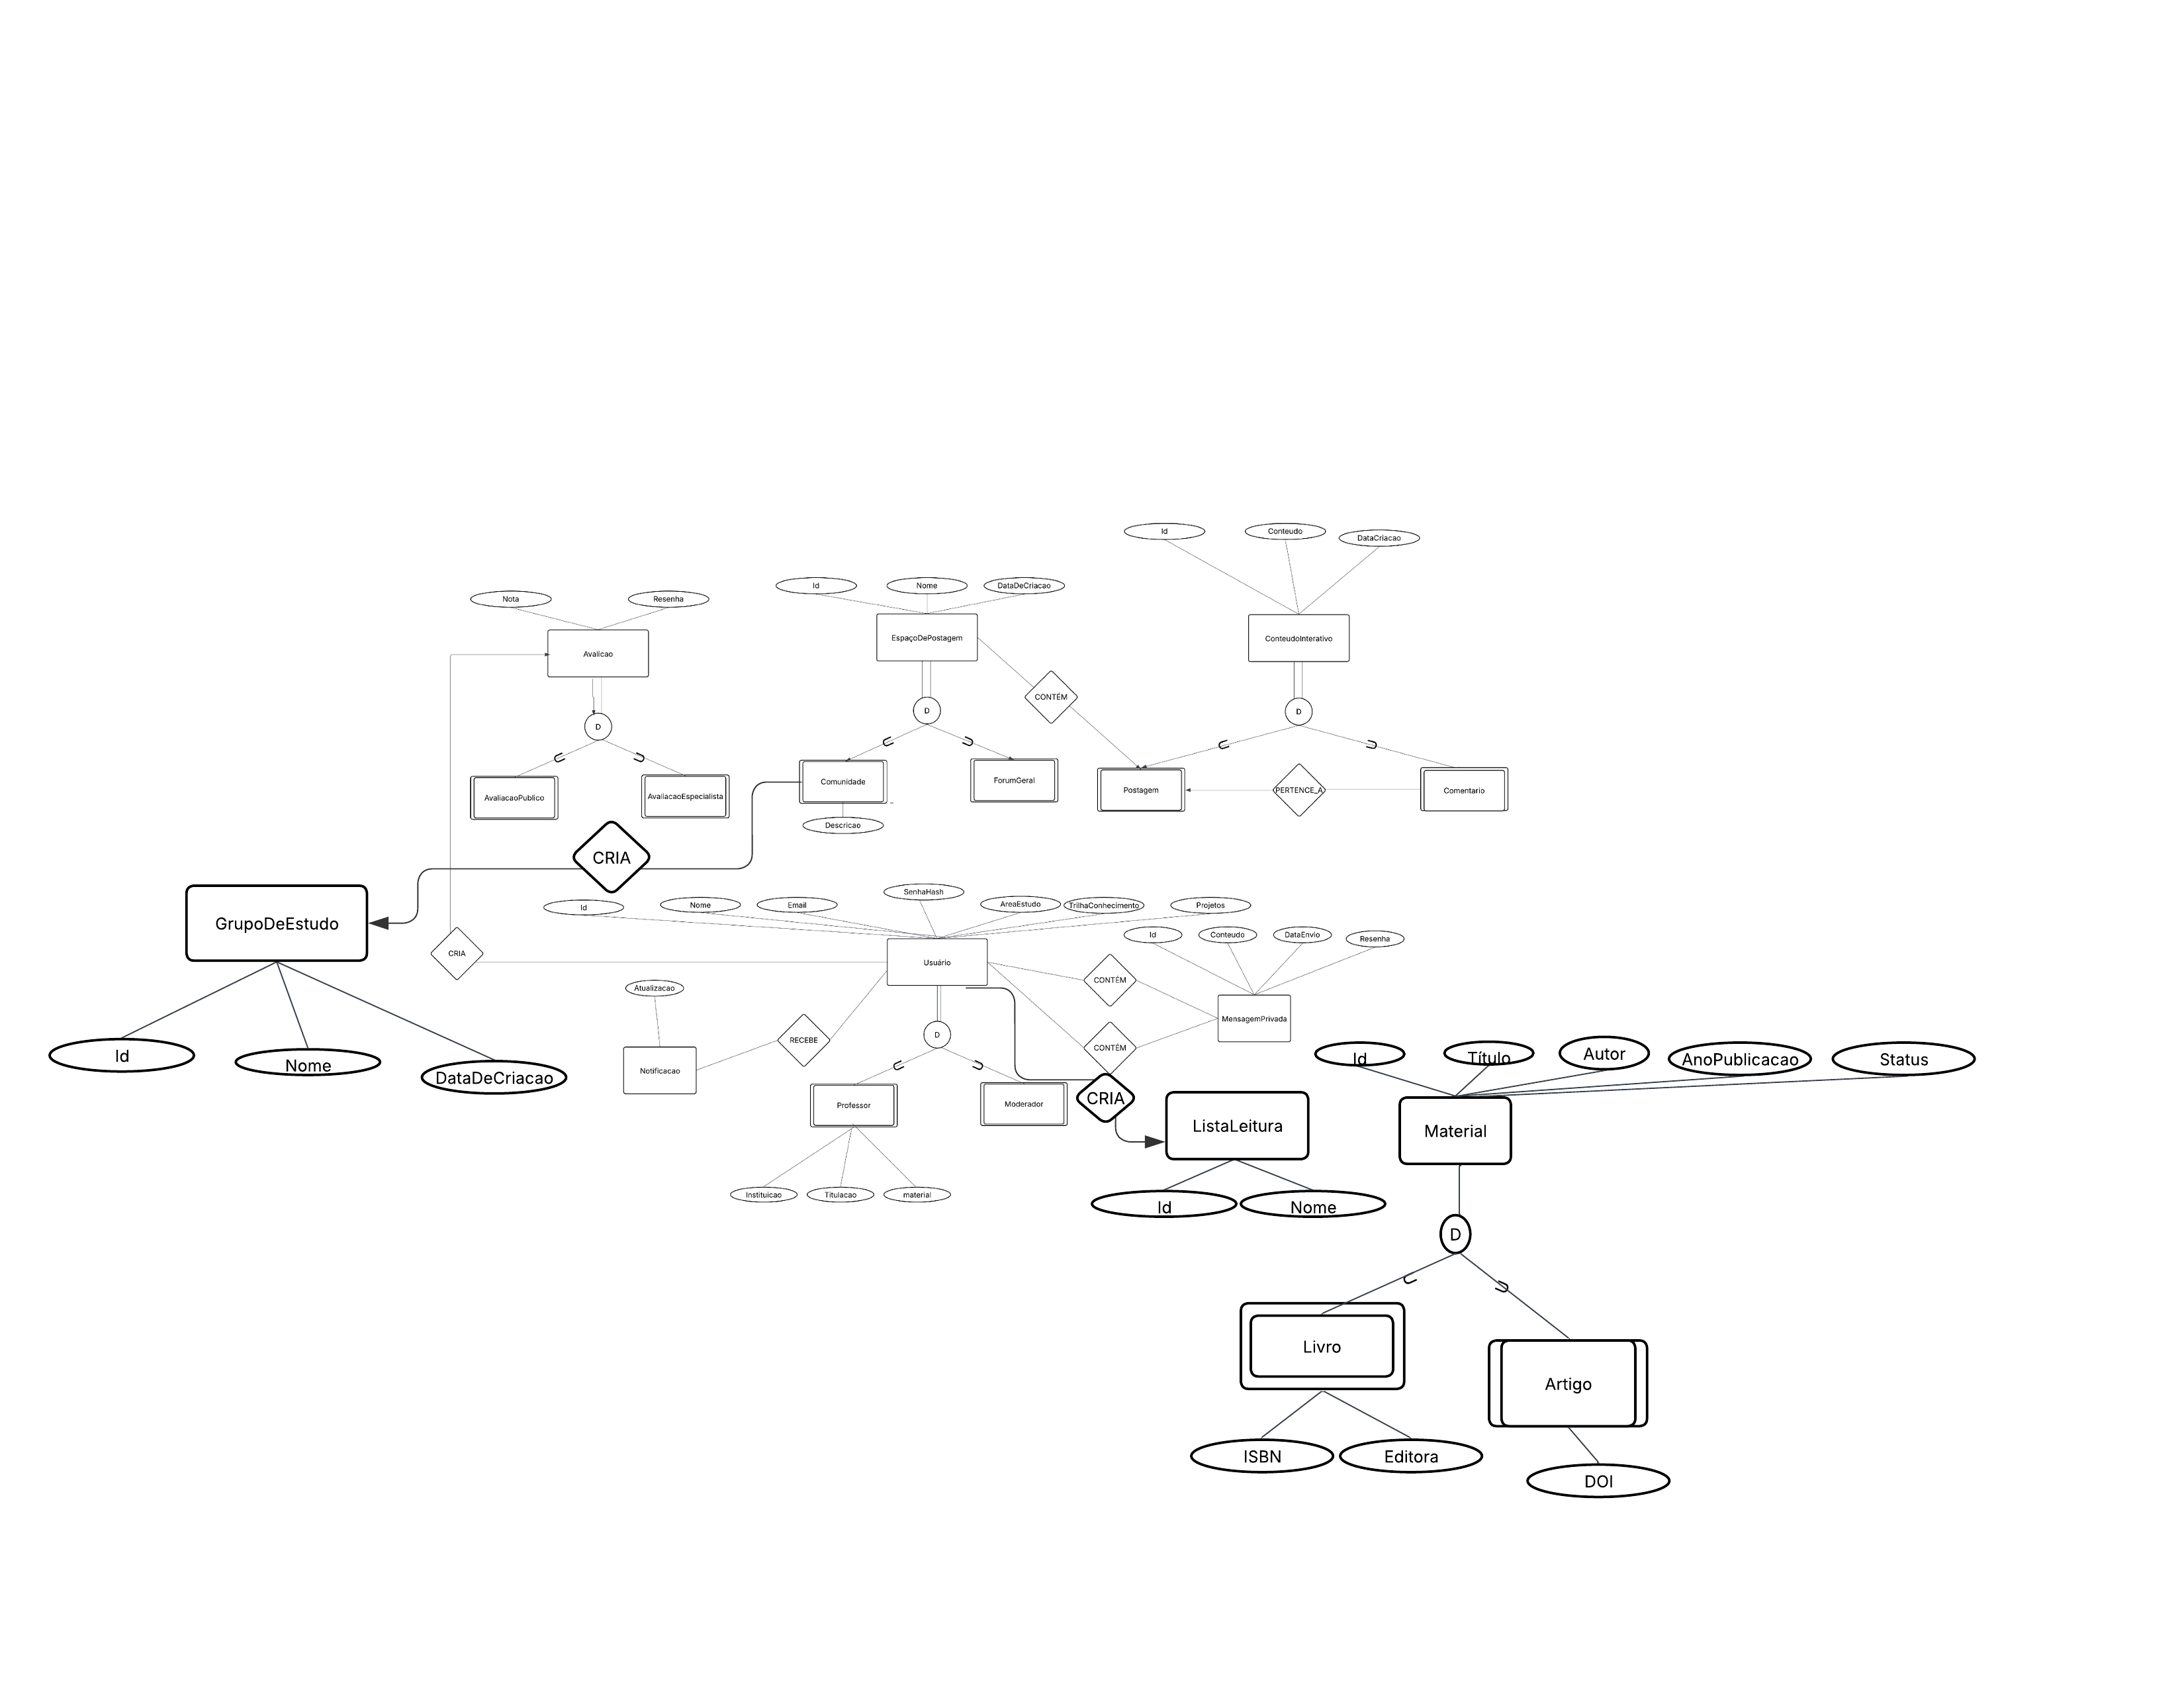 Id
Conteudo
DataCriacao
Id
Nome
DataDeCriacao
Nota
Resenha
EspaçoDePostagem
ConteudoInterativo
Avalicao
CONTÉM
D
D
D
Comunidade
ForumGeral
Postagem
PERTENCE_A
Comentario
AvaliacaoPublico
AvaliacaoEspecialista
Descricao
CRIA
SenhaHash
Id
Nome
Email
AreaEstudo
TrilhaConhecimento
Projetos
GrupoDeEstudo
Id
Conteudo
DataEnvio
Resenha
CRIA
Usuário
CONTÉM
Atualizacao
MensagemPrivada
D
RECEBE
CONTÉM
Id
Nome
DataDeCriacao
Notificacao
Id
Título
Autor
AnoPublicacao
Status
Professor
Moderador
CRIA
ListaLeitura
Material
Instituicao
Titulacao
material
Id
Nome
D
Livro
Artigo
ISBN
Editora
DOI